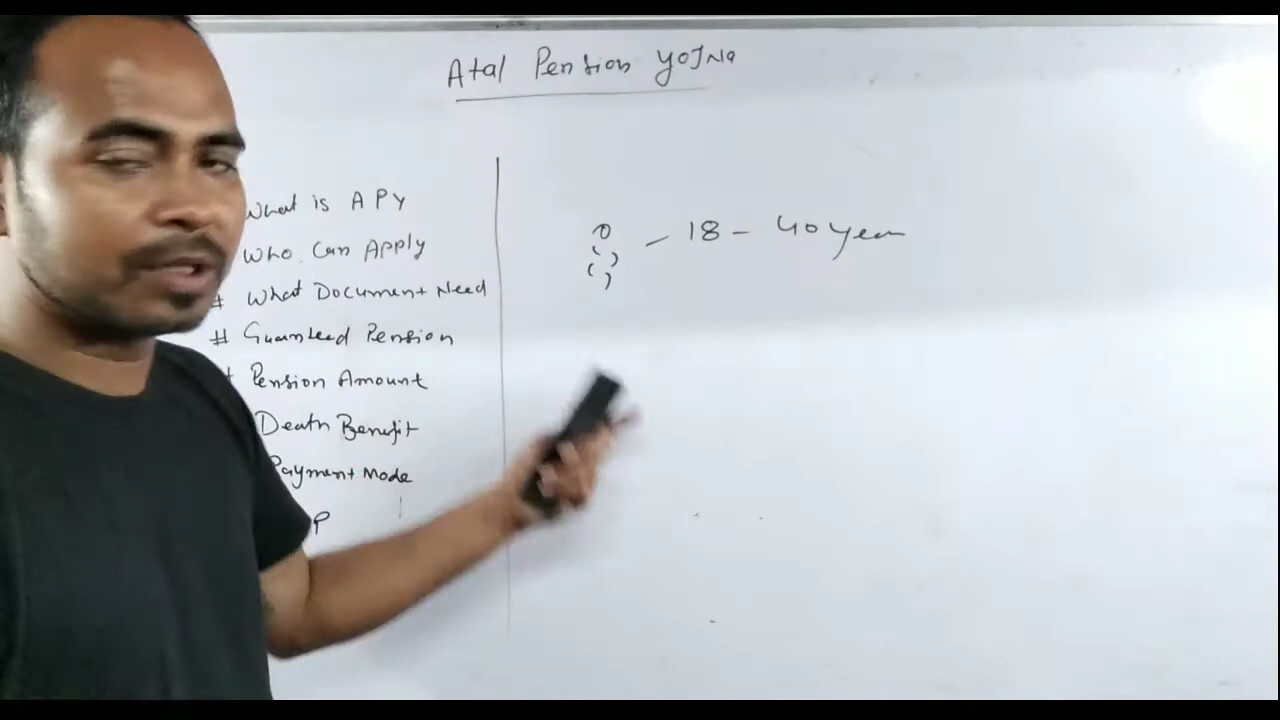 Atal Pension YOJNa
What is APY
Who Can Apply
# What Document Need
# Guaranteed Pension
Pension Amount
Death Benefit
Payment Mode
P
18 - 40 year